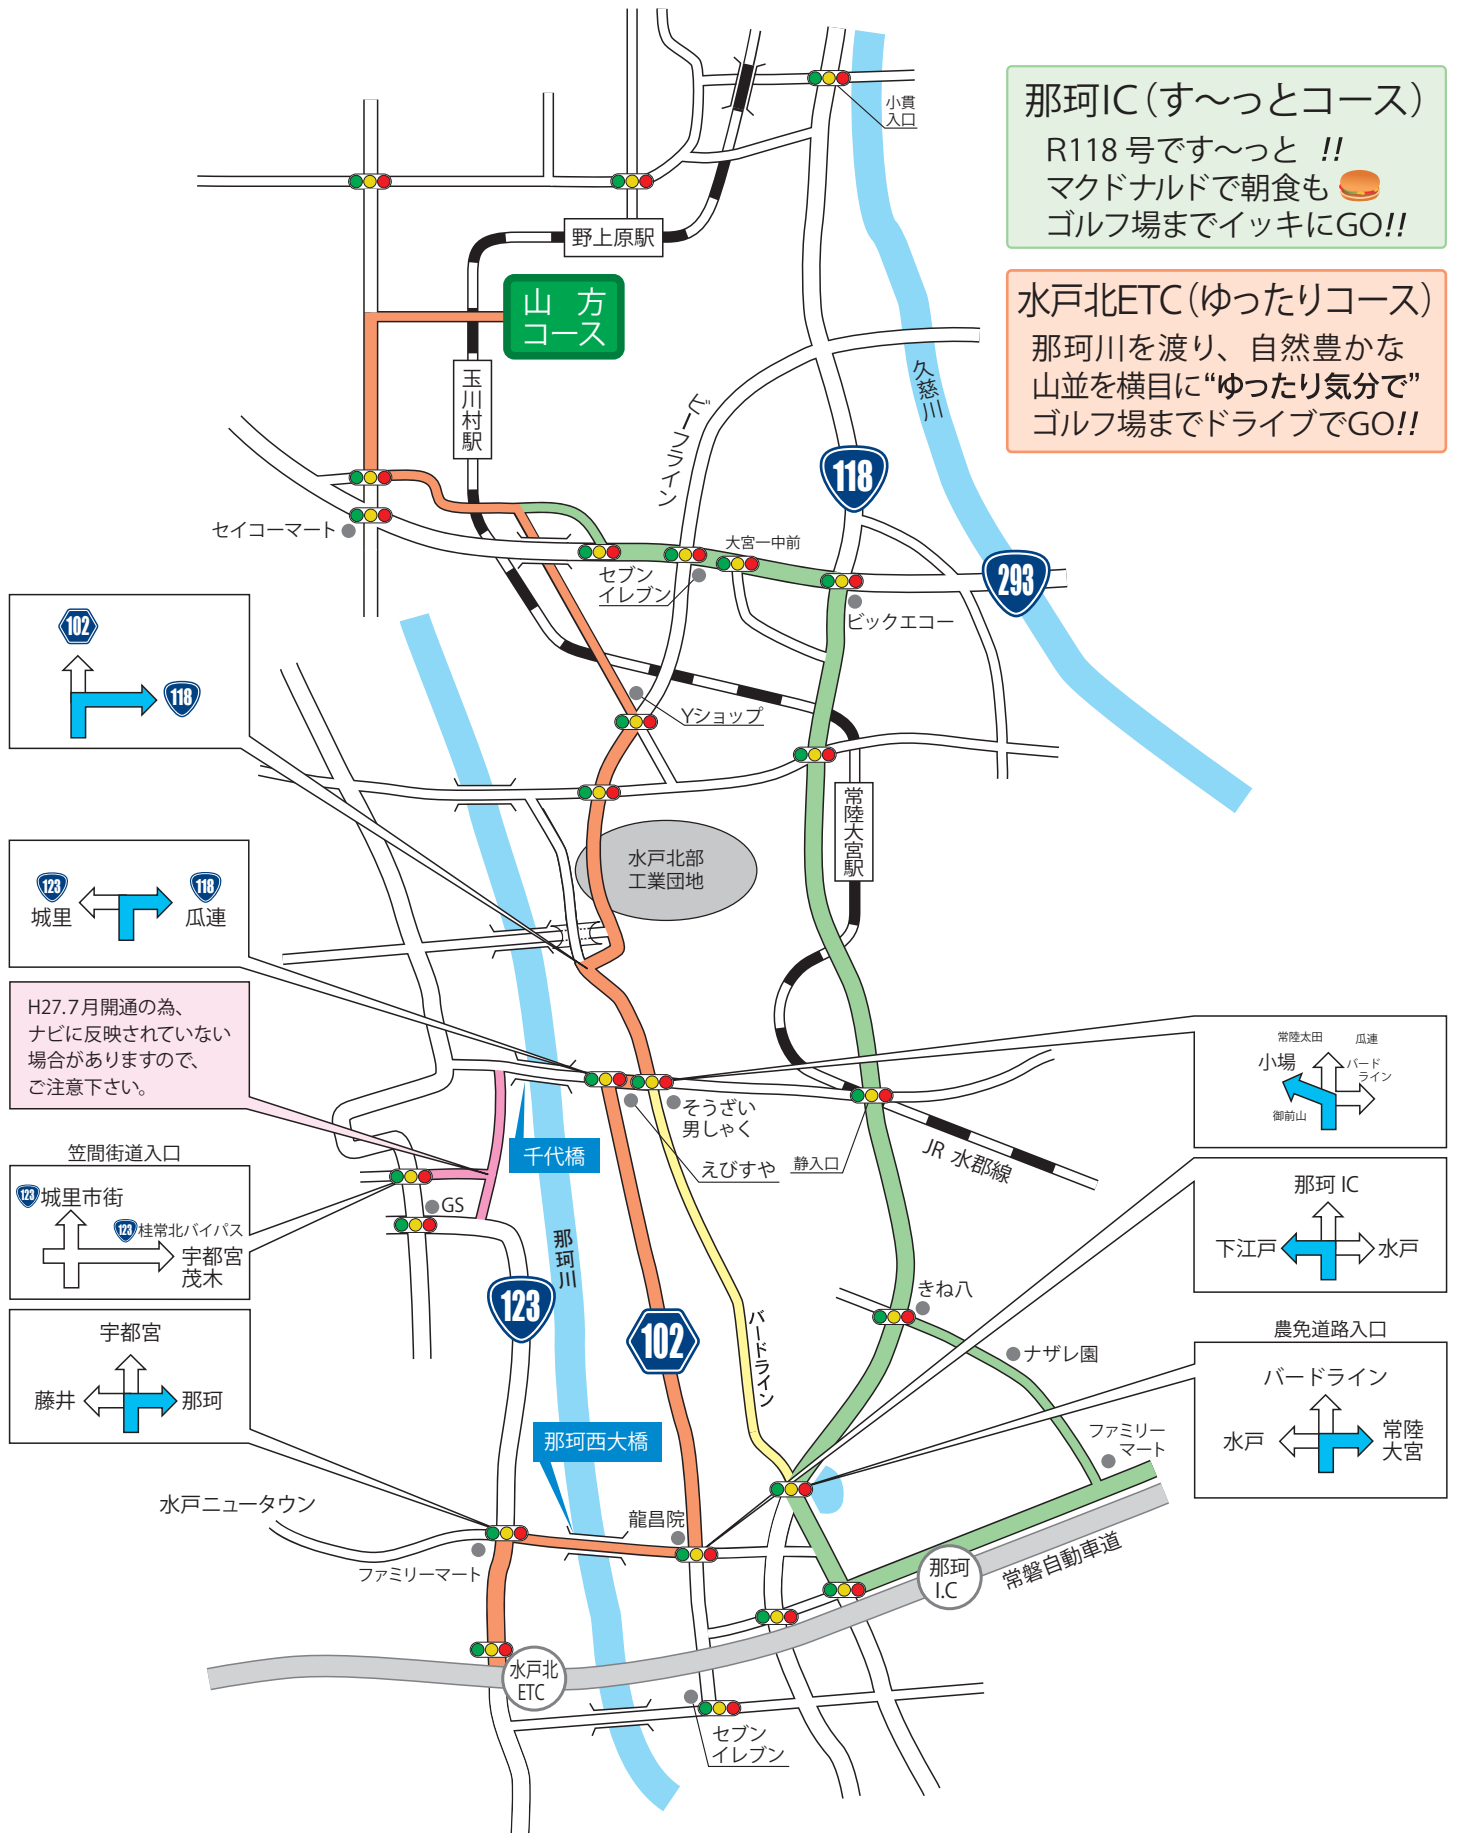 那珂IC（す〜っとコース）
R118 号です〜っと !!
マクドナルドで朝食も
ゴルフ場までイッキにGO!!
水戸北ETC（ゆったりコース）
那珂川を渡り、自然豊かな
山並を横目に“ゆったり気分で”
ゴルフ場までドライブでGO!!
小貫
入口
野上原駅
山 方
コース
玉川村駅
ビーフライン
久慈川
118
セイコーマート
大宮一中前
セブン
イレブン
293
ビックエコー
102
118
Yショップ
常陸大宮駅
水戸北部
工業団地
123
城里
118
瓜連
H27.7月開通の為、
ナビに反映されていない
場合がありますので、
ご注意下さい。
常陸太田
瓜連
小場
バード
ライン
御前山
そうざい
男しゃく
千代橋
えびすや
静入口
JR 水郡線
笠間街道入口
123
城里市街
123
桂常北バイパス
宇都宮
茂木
GS
那珂川
那珂 IC
下江戸
水戸
123
102
バードライン
きね八
ナザレ園
農免道路入口
バードライン
水戸
常陸
大宮
宇都宮
藤井
那珂
那珂西大橋
ファミリー
マート
水戸ニュータウン
龍昌院
ファミリーマート
那珂
I.C
常磐自動車道
水戸北
ETC
セブン
イレブン